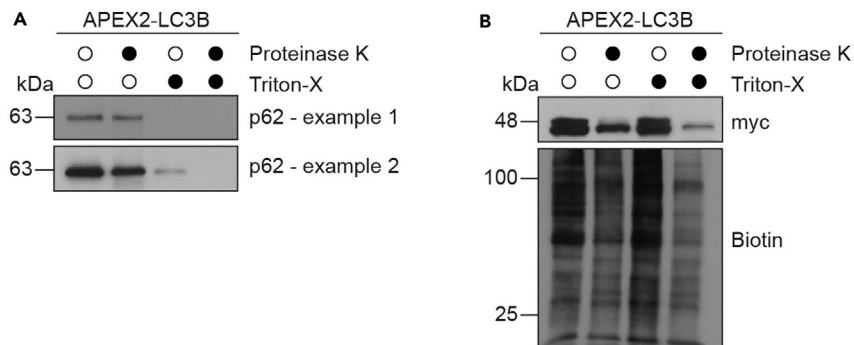 A
APEX2-LC3B
Proteinase K
kDa
Triton-X
63
p62 - example 1
63
p62 - example 2
B
APEX2-LC3B
Proteinase K
kDa
Triton-X
48
myc
100
Biotin
25